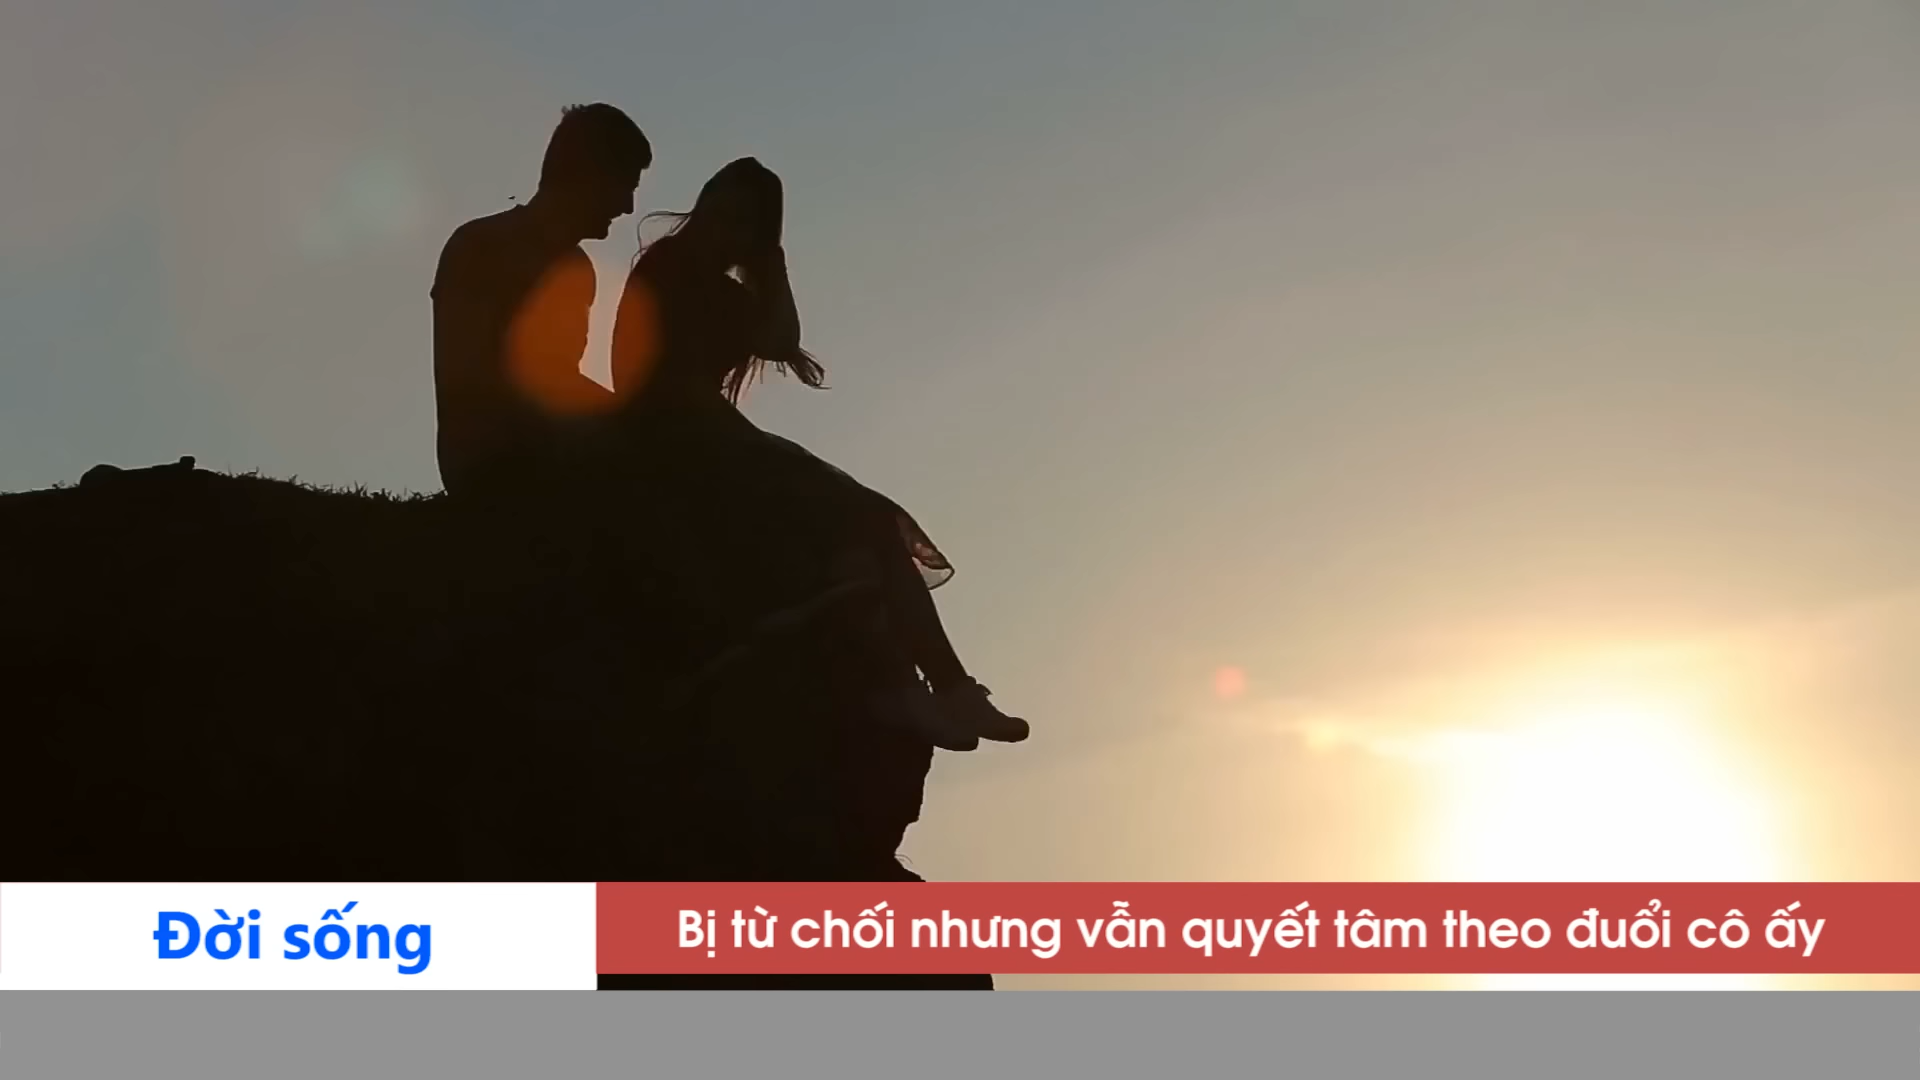 Đời sống
Bị từ chối nhưng vẫn quyết tâm theo đuổi cô ấy